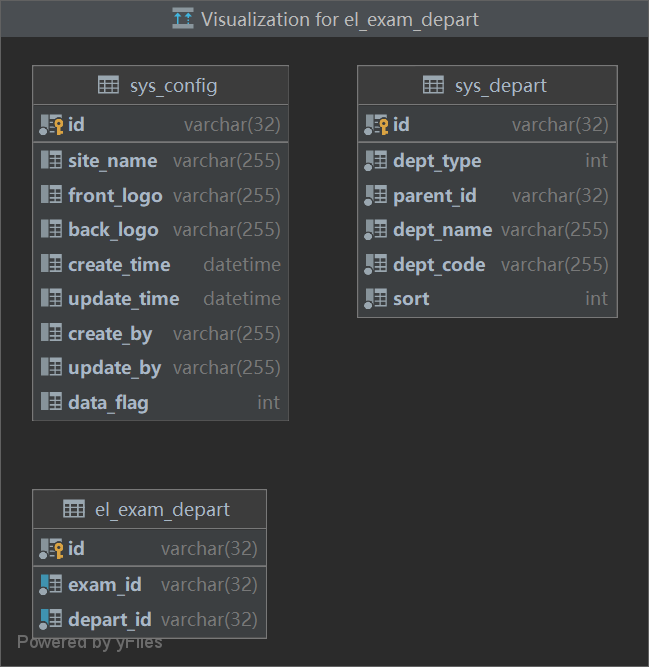 Visualization for el_exam_depart
sys_config
id varchar(32)
site_name varchar(255)
front_logo varchar(255)
back_logo varchar(255)
create_time datetime
update_time datetime
create_by varchar(255)
update_by varchar(255)
data_flag int
sys_depart
id varchar(32)
dept_type int
parent_id varchar(32)
dept_name varchar(255)
dept_code varchar(255)
sort int
el_exam_depart
id varchar(32)
exam_id varchar(32)
depart_id varchar(32)
Powered by yFiles